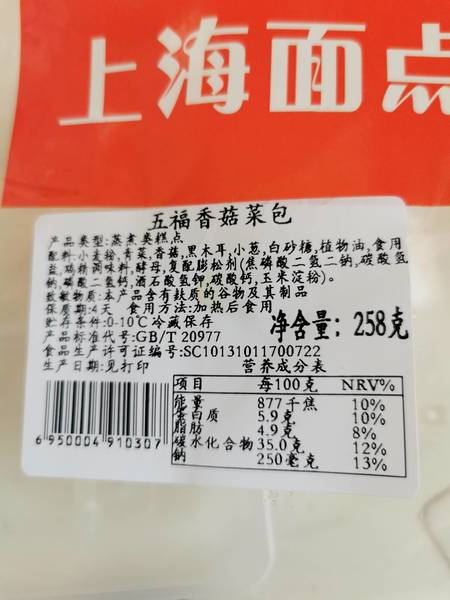 上海面点
五福香菇菜包
产品类型:蒸煮类糕点
配料:小麦粉,青菜,香菇,黑木耳,小葱,白砂糖,植物油,食用
盐,鸡精调味料,酵母,复配膨松剂(焦磷酸二氢二钠,碳酸氢
钠,磷酸二氢钙,酒石酸氢钾,碳酸钙,玉米淀粉)。
致敏物质:本产品含有麸质的谷物及其制品
保质期:4天 食用方法:加热后食用
贮存条件:0-10℃冷藏保存
净含量: 258克
产品标准代号:GB/T 20977
食品生产许可证编号:SC10131011700722
生产日期:见打印
营养成分表
项目 每100克 NRV%
能量 877千焦 10%
蛋白质 5.9克 10%
脂肪 4.9克 8%
碳水化合物 35.0克 12%
钠 250毫克 13%
6950004910307